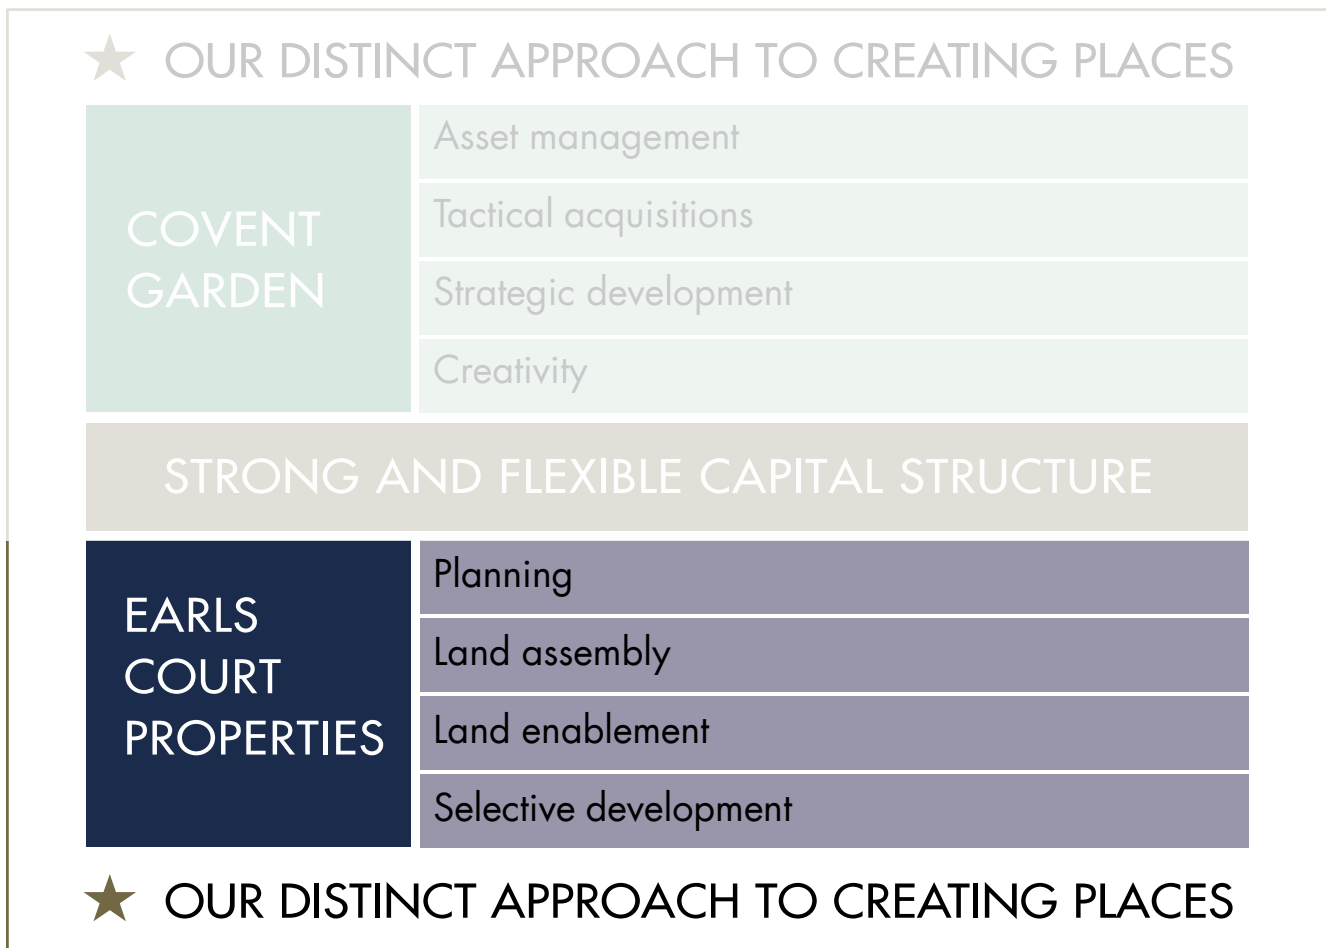 OUR DISTINCT APPROACH TO CREATING PLACES
COVENT
GARDEN
Asset management
Tactical acquisitions
Strategic development
Creativity
STRONG AND FLEXIBLE CAPITAL STRUCTURE
EARLS
COURT
PROPERTIES
Planning
Land assembly
Land enablement
Selective development
OUR DISTINCT APPROACH TO CREATING PLACES